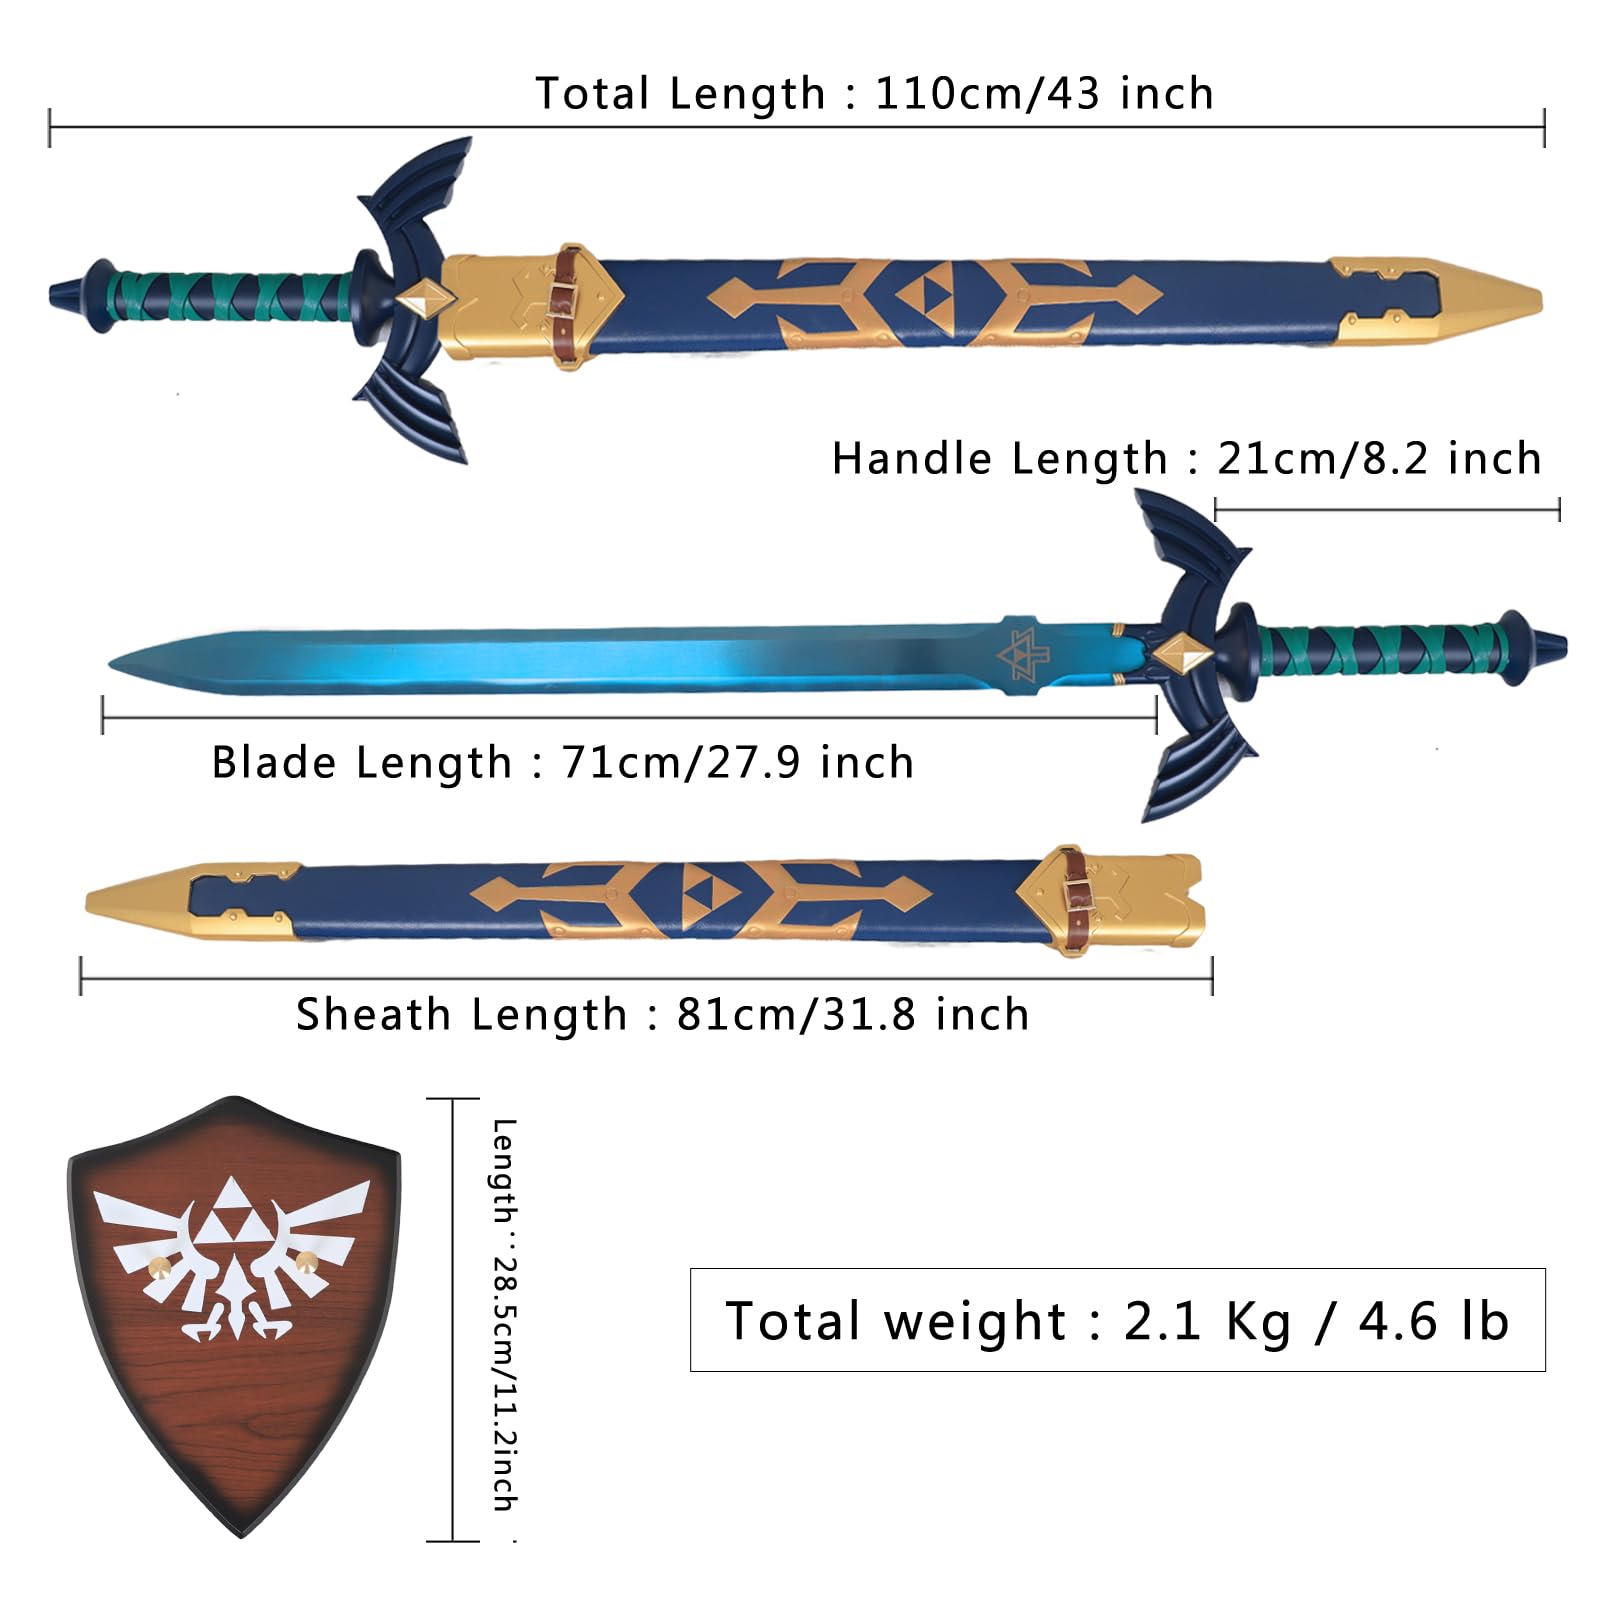 Total Length : 110cm/43 inch
Handle Length : 21cm/8.2 inch
Blade Length : 71cm/27.9 inch
Sheath Length : 81cm/31.8 inch
Length : 28.5cm/11.2inch
Total weight : 2.1 Kg / 4.6 lb